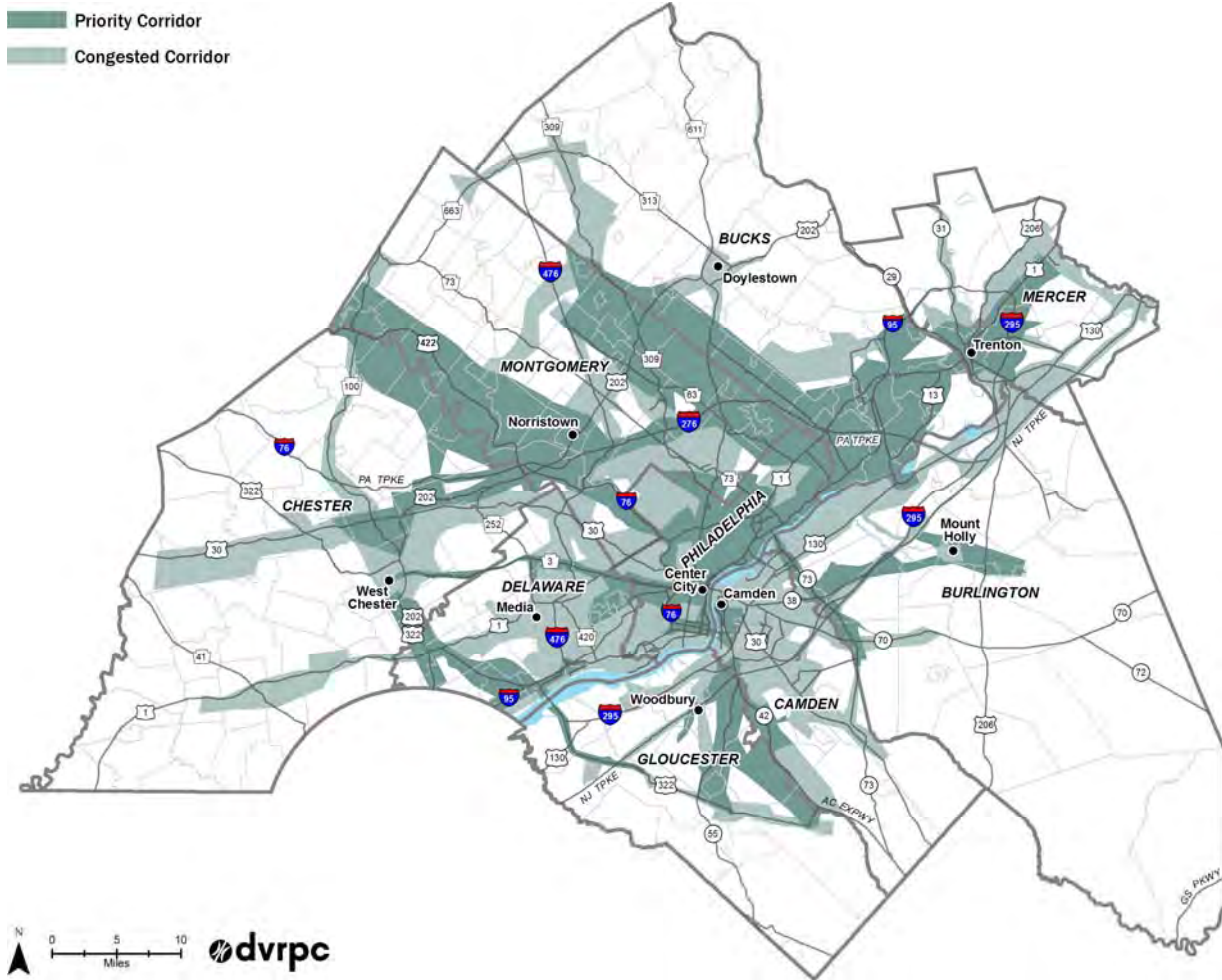 Priority Corridor
Congested Corridor
309
611
663
313
BUCKS
202
31
206
476
Doylestown
1
73
29
MERCER
95
295
130
422
Trenton
MONTGOMERY
309
100
202
63
13
NJ TPKE
Norristown
276
PA TPKE
76
PA TPKE
73
1
322
202
CHESTER
76
PHILADELPHIA
295
252
30
Mount
Holly
30
130
3
DELAWARE
Center
City
73
West
Chester
Camden
38
BURLINGTON
Media
76
202
1
476
420
30
70
70
322
41
72
95
Woodbury
CAMDEN
1
295
42
206
130
GLOUCESTER
NJ TPKE
322
73
AC EXPWY
55
GS PKWY
N
0 5 10
Miles
dvrpc